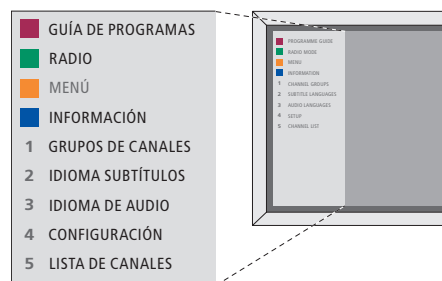 GUÍA DE PROGRAMAS
RADIO
MENÚ
INFORMACIÓN
1 GRUPOS DE CANALES
2 IDIOMA SUBTÍTULOS
3 IDIOMA DE AUDIO
4 CONFIGURACIÓN
5 LISTA DE CANALES
PROGRAMME GUIDE
RADIO MODE
MENU
INFORMATION
1 CHANNEL GROUPS
2 SUBTITLE LANGUAGES
3 AUDIO LANGUAGES
4 SETUP
5 CHANNEL LIST